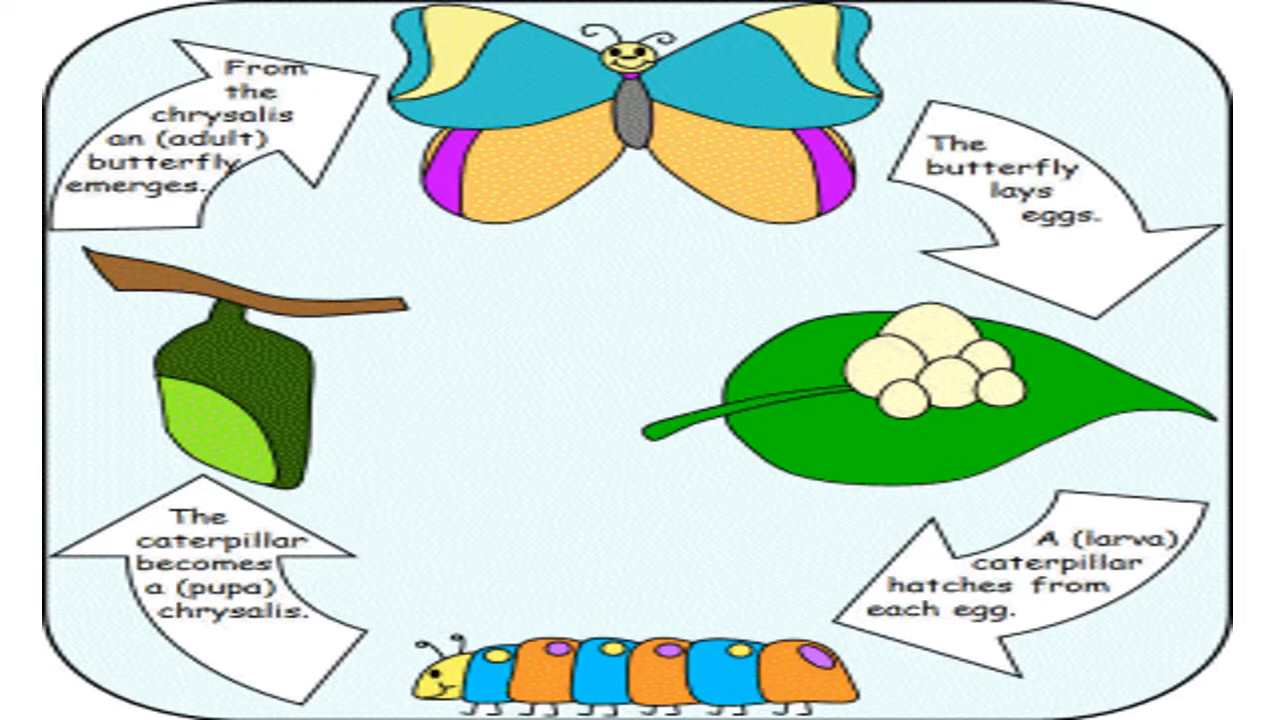 From
the
chrysalis
an (adult)
butterfly
emerges.
The
butterfly
lays
eggs.
A (larva)
caterpillar
hatches from
each egg.
The
caterpillar
becomes
a (pupa)
chrysalis.